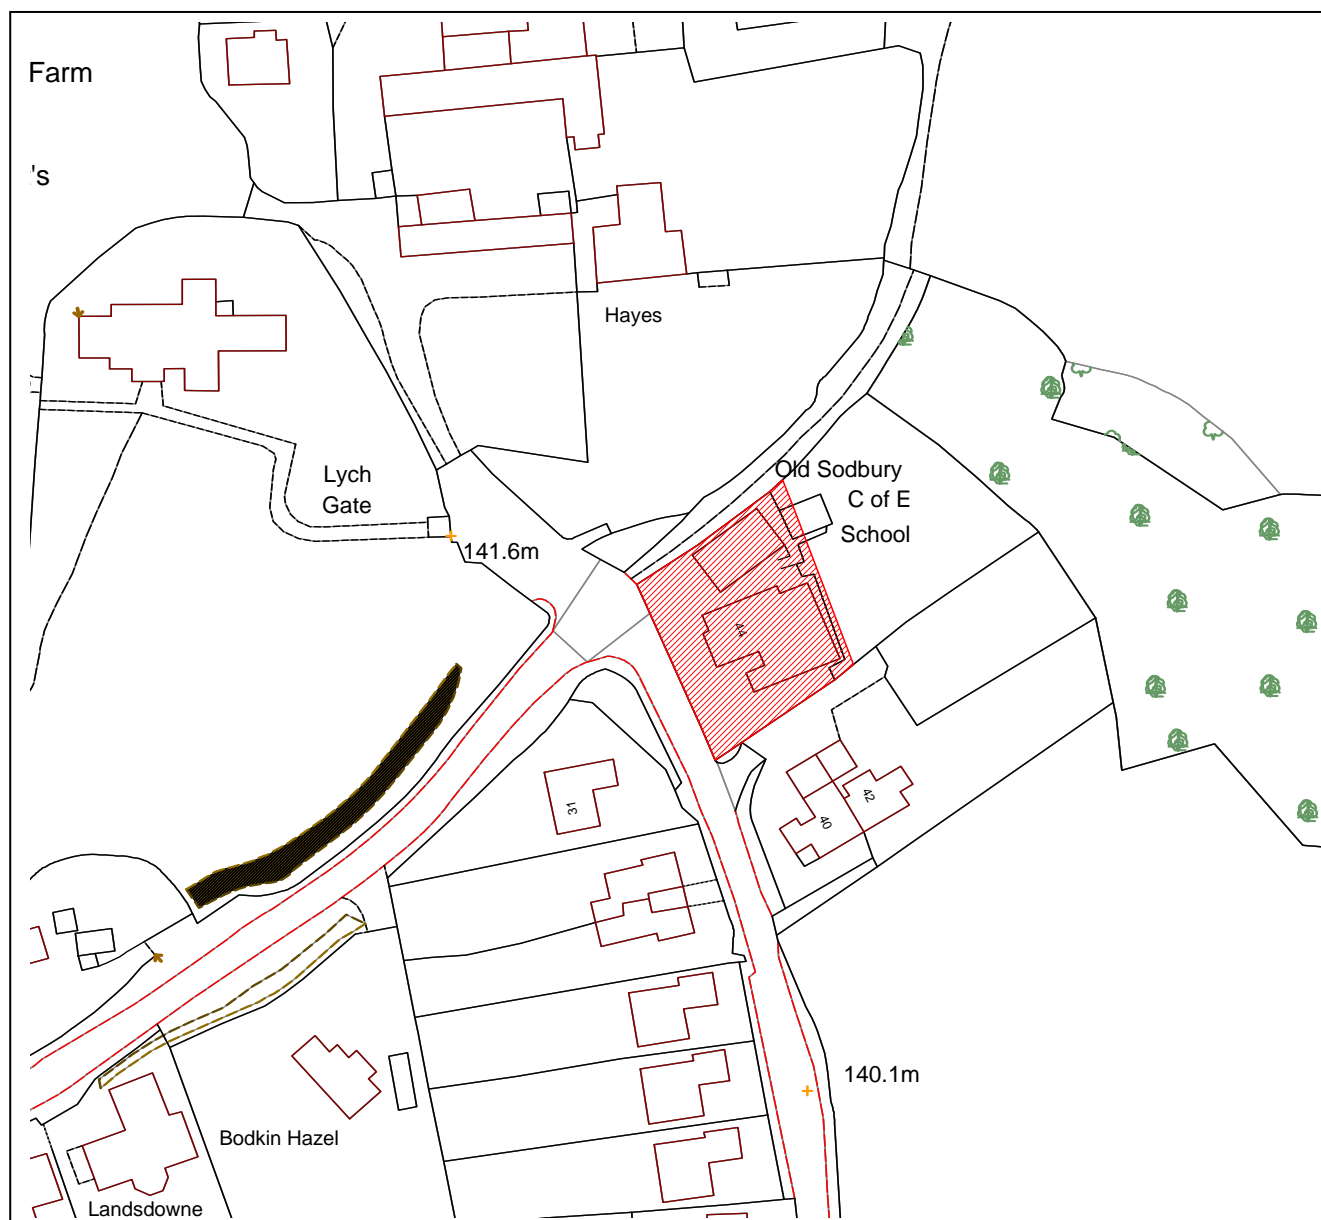 Farm
's
Hayes
Old Sodbury
C of E
School
Lych
Gate
141.6m
44
31
42
40
140.1m
Bodkin Hazel
Landsdowne